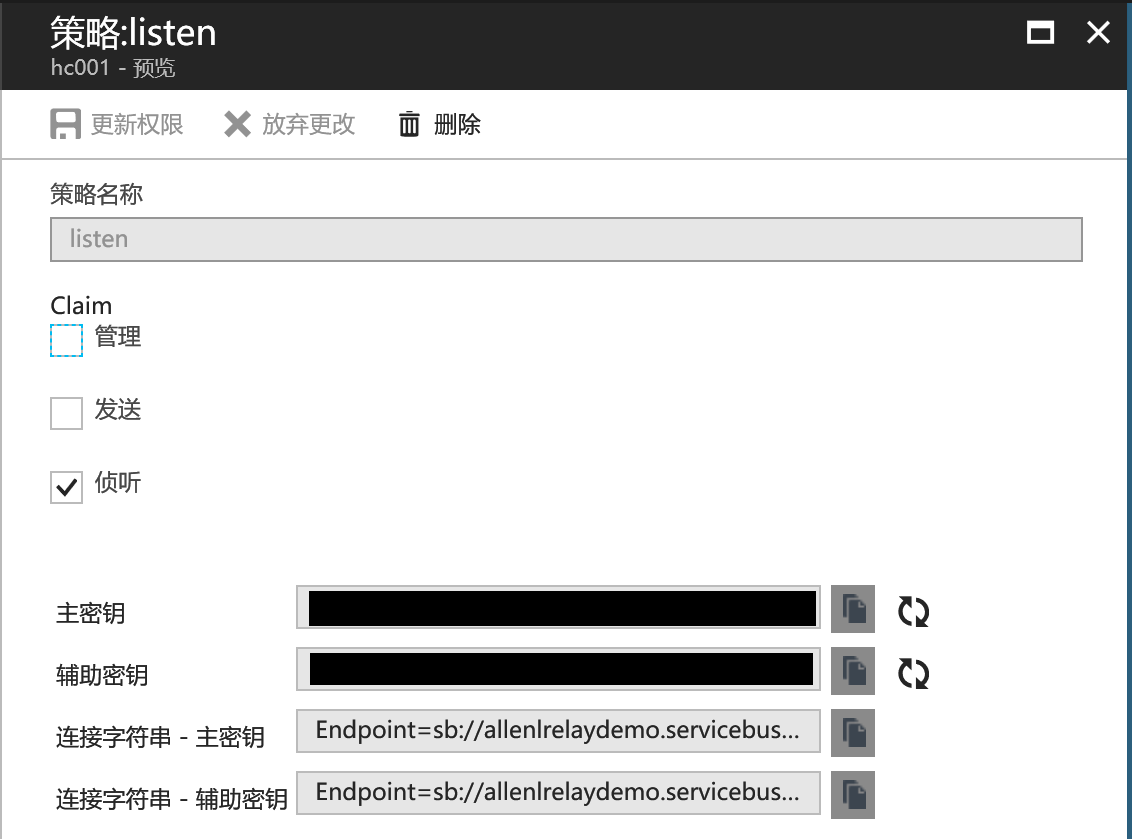 策略:listen
hc001 - 预览
更新权限 放弃更改 删除
策略名称
listen
Claim
管理
发送
侦听
主密钥
辅助密钥
连接字符串 - 主密钥 Endpoint=sb://allenlrelaydemo.servicebus...
连接字符串 - 辅助密钥 Endpoint=sb://allenlrelaydemo.servicebus...